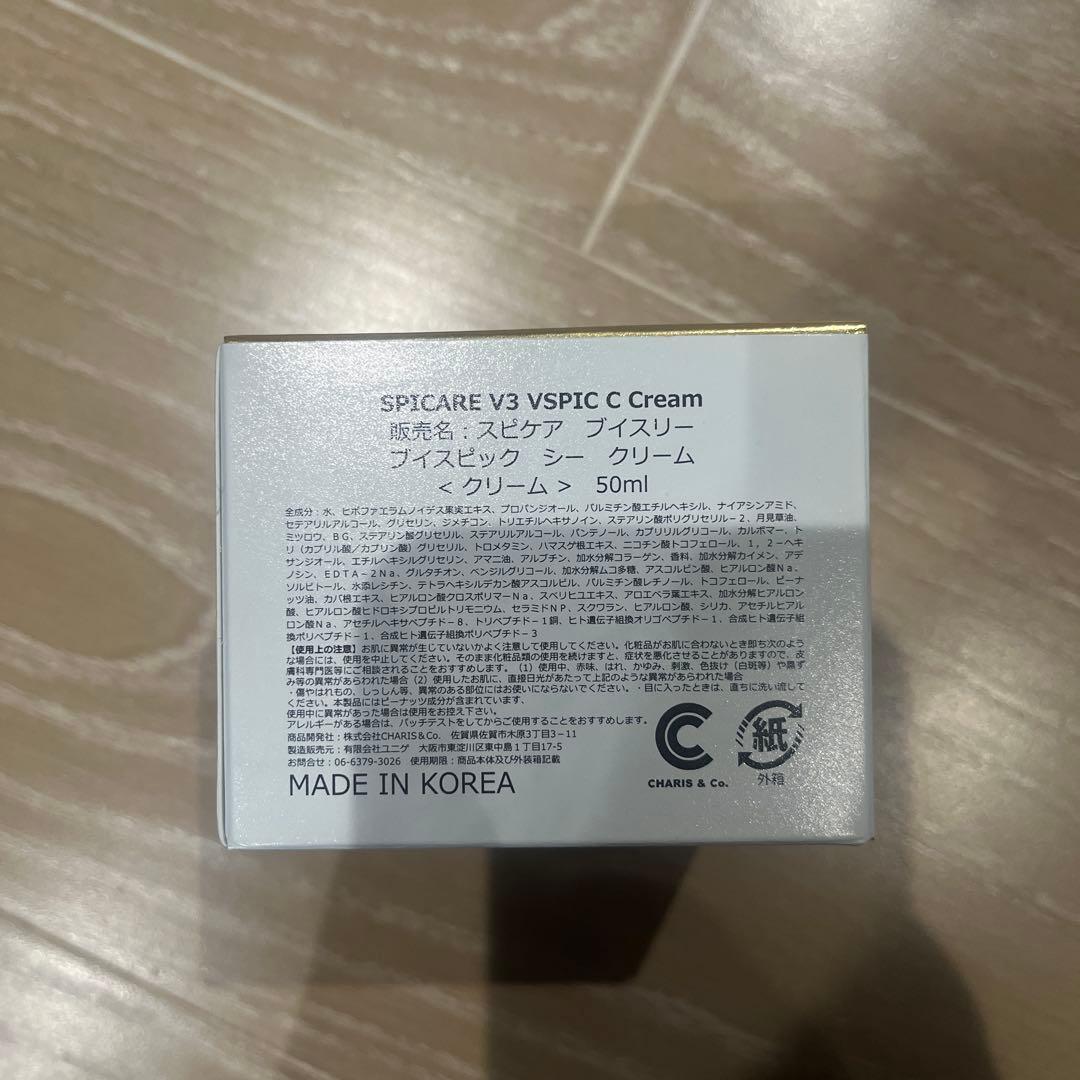 SPICARE V3 VSPIC C Cream
販売名：スピケア　ブイスリー
ブイスピック　シー　クリーム
＜クリーム＞　50ml
全成分：水、ヒポファエラムノイデス果実エキス、プロパンジオール、パルミチン酸エチルヘキシル、ナイアシンアミド、
セテアリルアルコール、グリセリン、ジメチコン、トリエチルヘキサノイン、ステアリン酸ポリグリセリル－2、月見草油、
ミツロウ、BG、ステアリン酸グリセリル、ステアリルアルコール、パンテノール、カプリリルグリコール、カルボマー、ト
リ（カプリル酸／カプリン酸）グリセリル、トロメタミン、ハマスゲ根エキス、ニコチン酸トコフェロール、1，2－ヘキ
サンジオール、エチルヘキシルグリセリン、アマニ油、アルブチン、加水分解コラーゲン、香料、加水分解カイメン、アデ
ノシン、EDTA－2Na、グルタチオン、ベンジルグリコール、加水分解ムコ多糖、アスコルビン酸、ヒアルロン酸Na、
ソルビトール、水添レシチン、テトラヘキシルデカン酸アスコルビル、パルミチン酸レチノール、トコフェロール、ピーナ
ッツ油、カバ根エキス、ヒアルロン酸クロスポリマーNa、スベリヒユエキス、アロエベラ葉エキス、加水分解ヒアルロン
酸、ヒアルロン酸ヒドロキシプロピルトリモニウム、セラミドNP、スクワラン、ヒアルロン酸、シリカ、アセチルヒアル
ロン酸Na、アセチルヘキサペプチド－8、トリペプチド－1銅、ヒト遺伝子組換オリゴペプチド－1、合成ヒト遺伝子組
換ポリペプチド－1、合成ヒト遺伝子組換ポリペプチド－3
【使用上の注意】お肌に異常が生じていないかよく注意して使用してください。化粧品がお肌に合わないとき即ち次のよう
な場合には、使用を中止してください。そのまま化粧品類の使用を続けますと、症状を悪化させることがありますので、皮
膚科専門医等にご相談されることをおすすめします。（1）使用中、赤味、はれ、かゆみ、刺激、色抜け（白斑等）や黒ず
み等の異常があらわれた場合（2）使用したお肌に、直接日光があたって上記のような異常があらわれた場合
・傷やはれもの、しっしん等、異常のある部位にはお使いにならないでください。・目に入ったときは、直ちに洗い流して
ください。本製品にはピーナッツ成分が含まれています。
使用中に異常があった場合は使用をお控え下さい。
アレルギーがある場合は、パッチテストをしてからご使用することをおすすめします。
商品開発社：株式会社CHARIS＆Co.　佐賀県佐賀市木原3丁目3－11
製造販売元：有限会社ユニゲ　大阪市東淀川区東中島１丁目17-5
お問合せ：06-6379-3026　使用期限：商品本体及び外装箱記載
MADE IN KOREA
CHARIS & Co.
紙
外箱